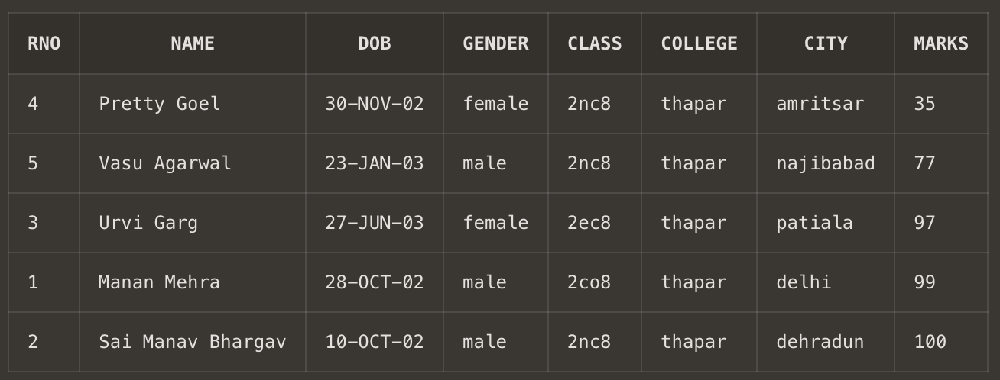 RNO NAME DOB GENDER CLASS COLLEGE CITY MARKS
4 Pretty Goel 30-NOV-02 female 2nc8 thapar amritsar 35
5 Vasu Agarwal 23-JAN-03 male 2nc8 thapar najibabad 77
3 Urvi Garg 27-JUN-03 female 2ec8 thapar patiala 97
1 Manan Mehra 28-OCT-02 male 2co8 thapar delhi 99
2 Sai Manav Bhargav 10-OCT-02 male 2nc8 thapar dehradun 100